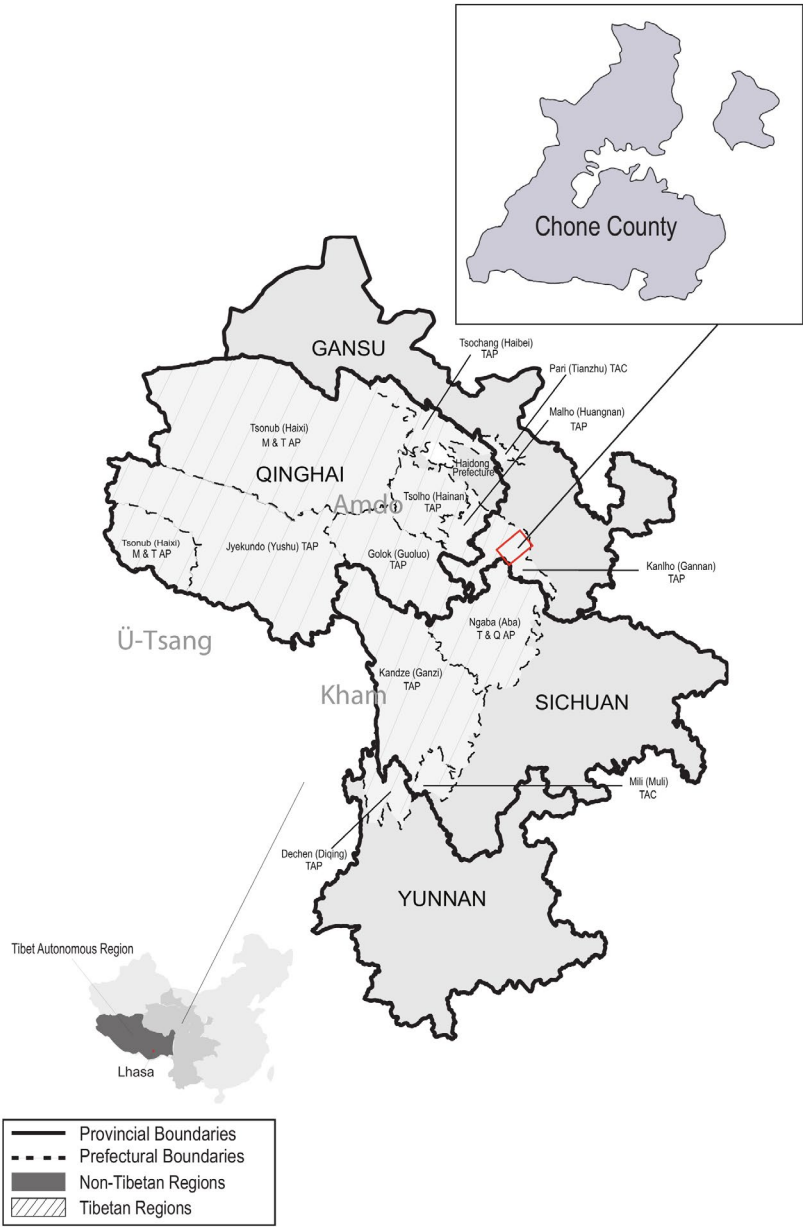 Chone County
GANSU
Tsochang (Haibei)
TAP
Pari (Tianzhu) TAC
Malho (Huangnan)
TAP
Tsonub (Haixi)
M & T AP
QINGHAI
Haidong
Prefecture
Amdo
Tsolho (Hainan)
TAP
Tsonub (Haixi)
M & T AP
Jyekundo (Yushu) TAP
Golok (Guoluo)
TAP
Kanlho (Gannan)
TAP
Ü-Tsang
Ngaba (Aba)
T & Q AP
Kandze (Ganzi)
TAP
Kham
SICHUAN
Mili (Muli)
TAC
Dechen (Diqing)
TAP
YUNNAN
Tibet Autonomous Region
Lhasa
Provincial Boundaries
Prefectural Boundaries
Non-Tibetan Regions
Tibetan Regions